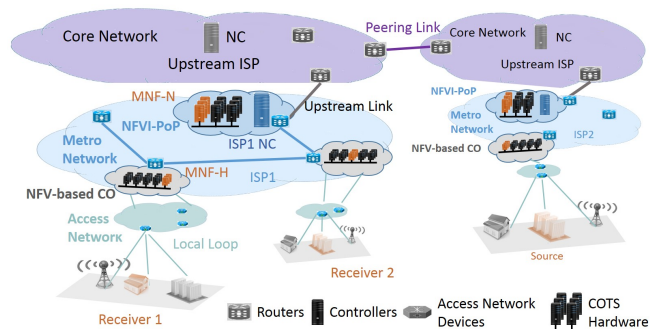 Peering Link
Core Network
NC
Upstream ISP
Core Network
NC
Upstream ISP
MNF-N
NFVI-PoP
Upstream Link
ISP1 NC
Metro
Network
MNF-H
ISP1
NFV-based CO
Access
Network
Local Loop
Receiver 1
Receiver 2
NFVI-PoP
Metro
Network
ISP2
NFV-based CO
Source
Routers
Controllers
Access Network
Devices
COTS
Hardware